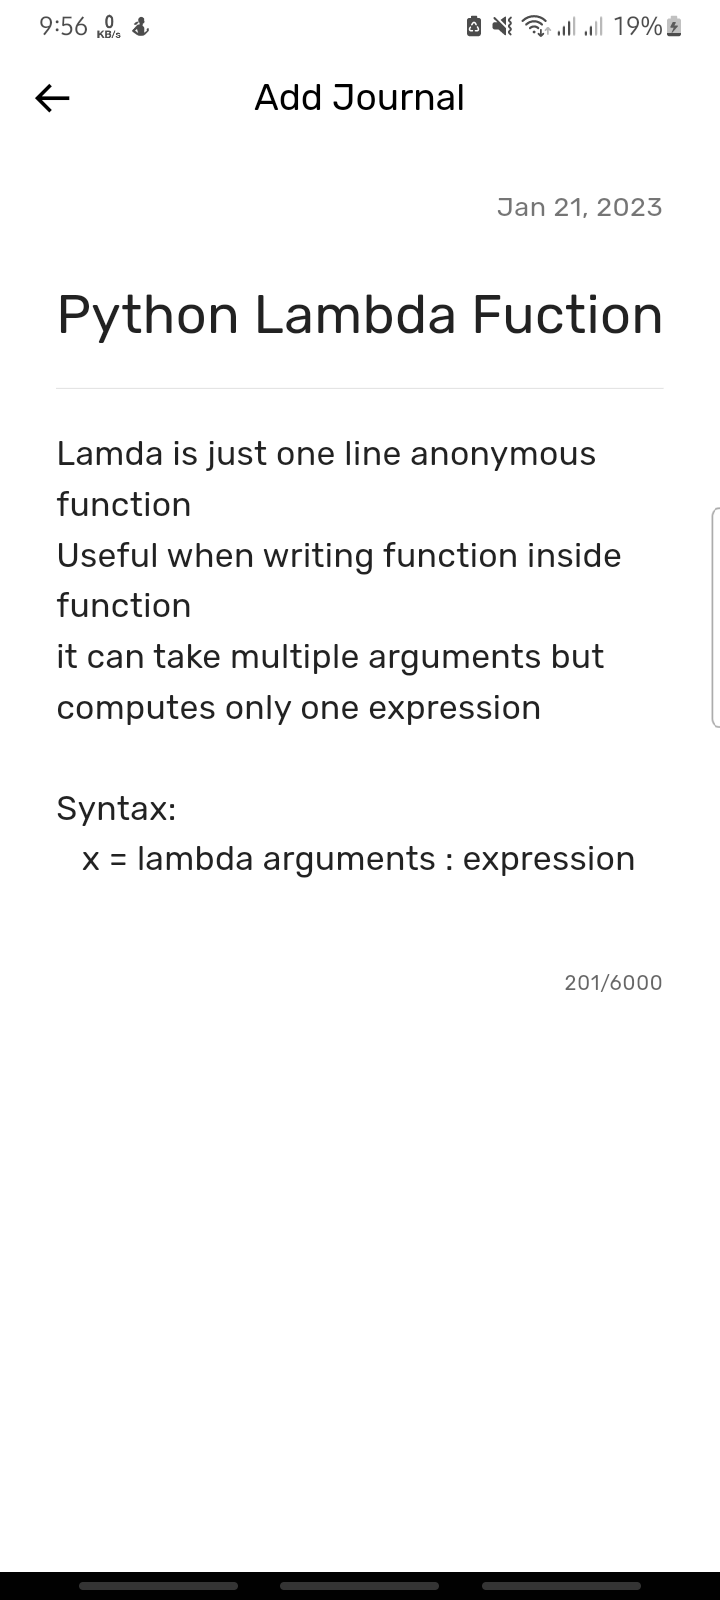 9:56 0 KB/s 19%
Add Journal
Jan 21, 2023
Python Lambda Fuction
Lamda is just one line anonymous
function
Useful when writing function inside
function
it can take multiple arguments but
computes only one expression
Syntax:
x = lambda arguments : expression
201/6000